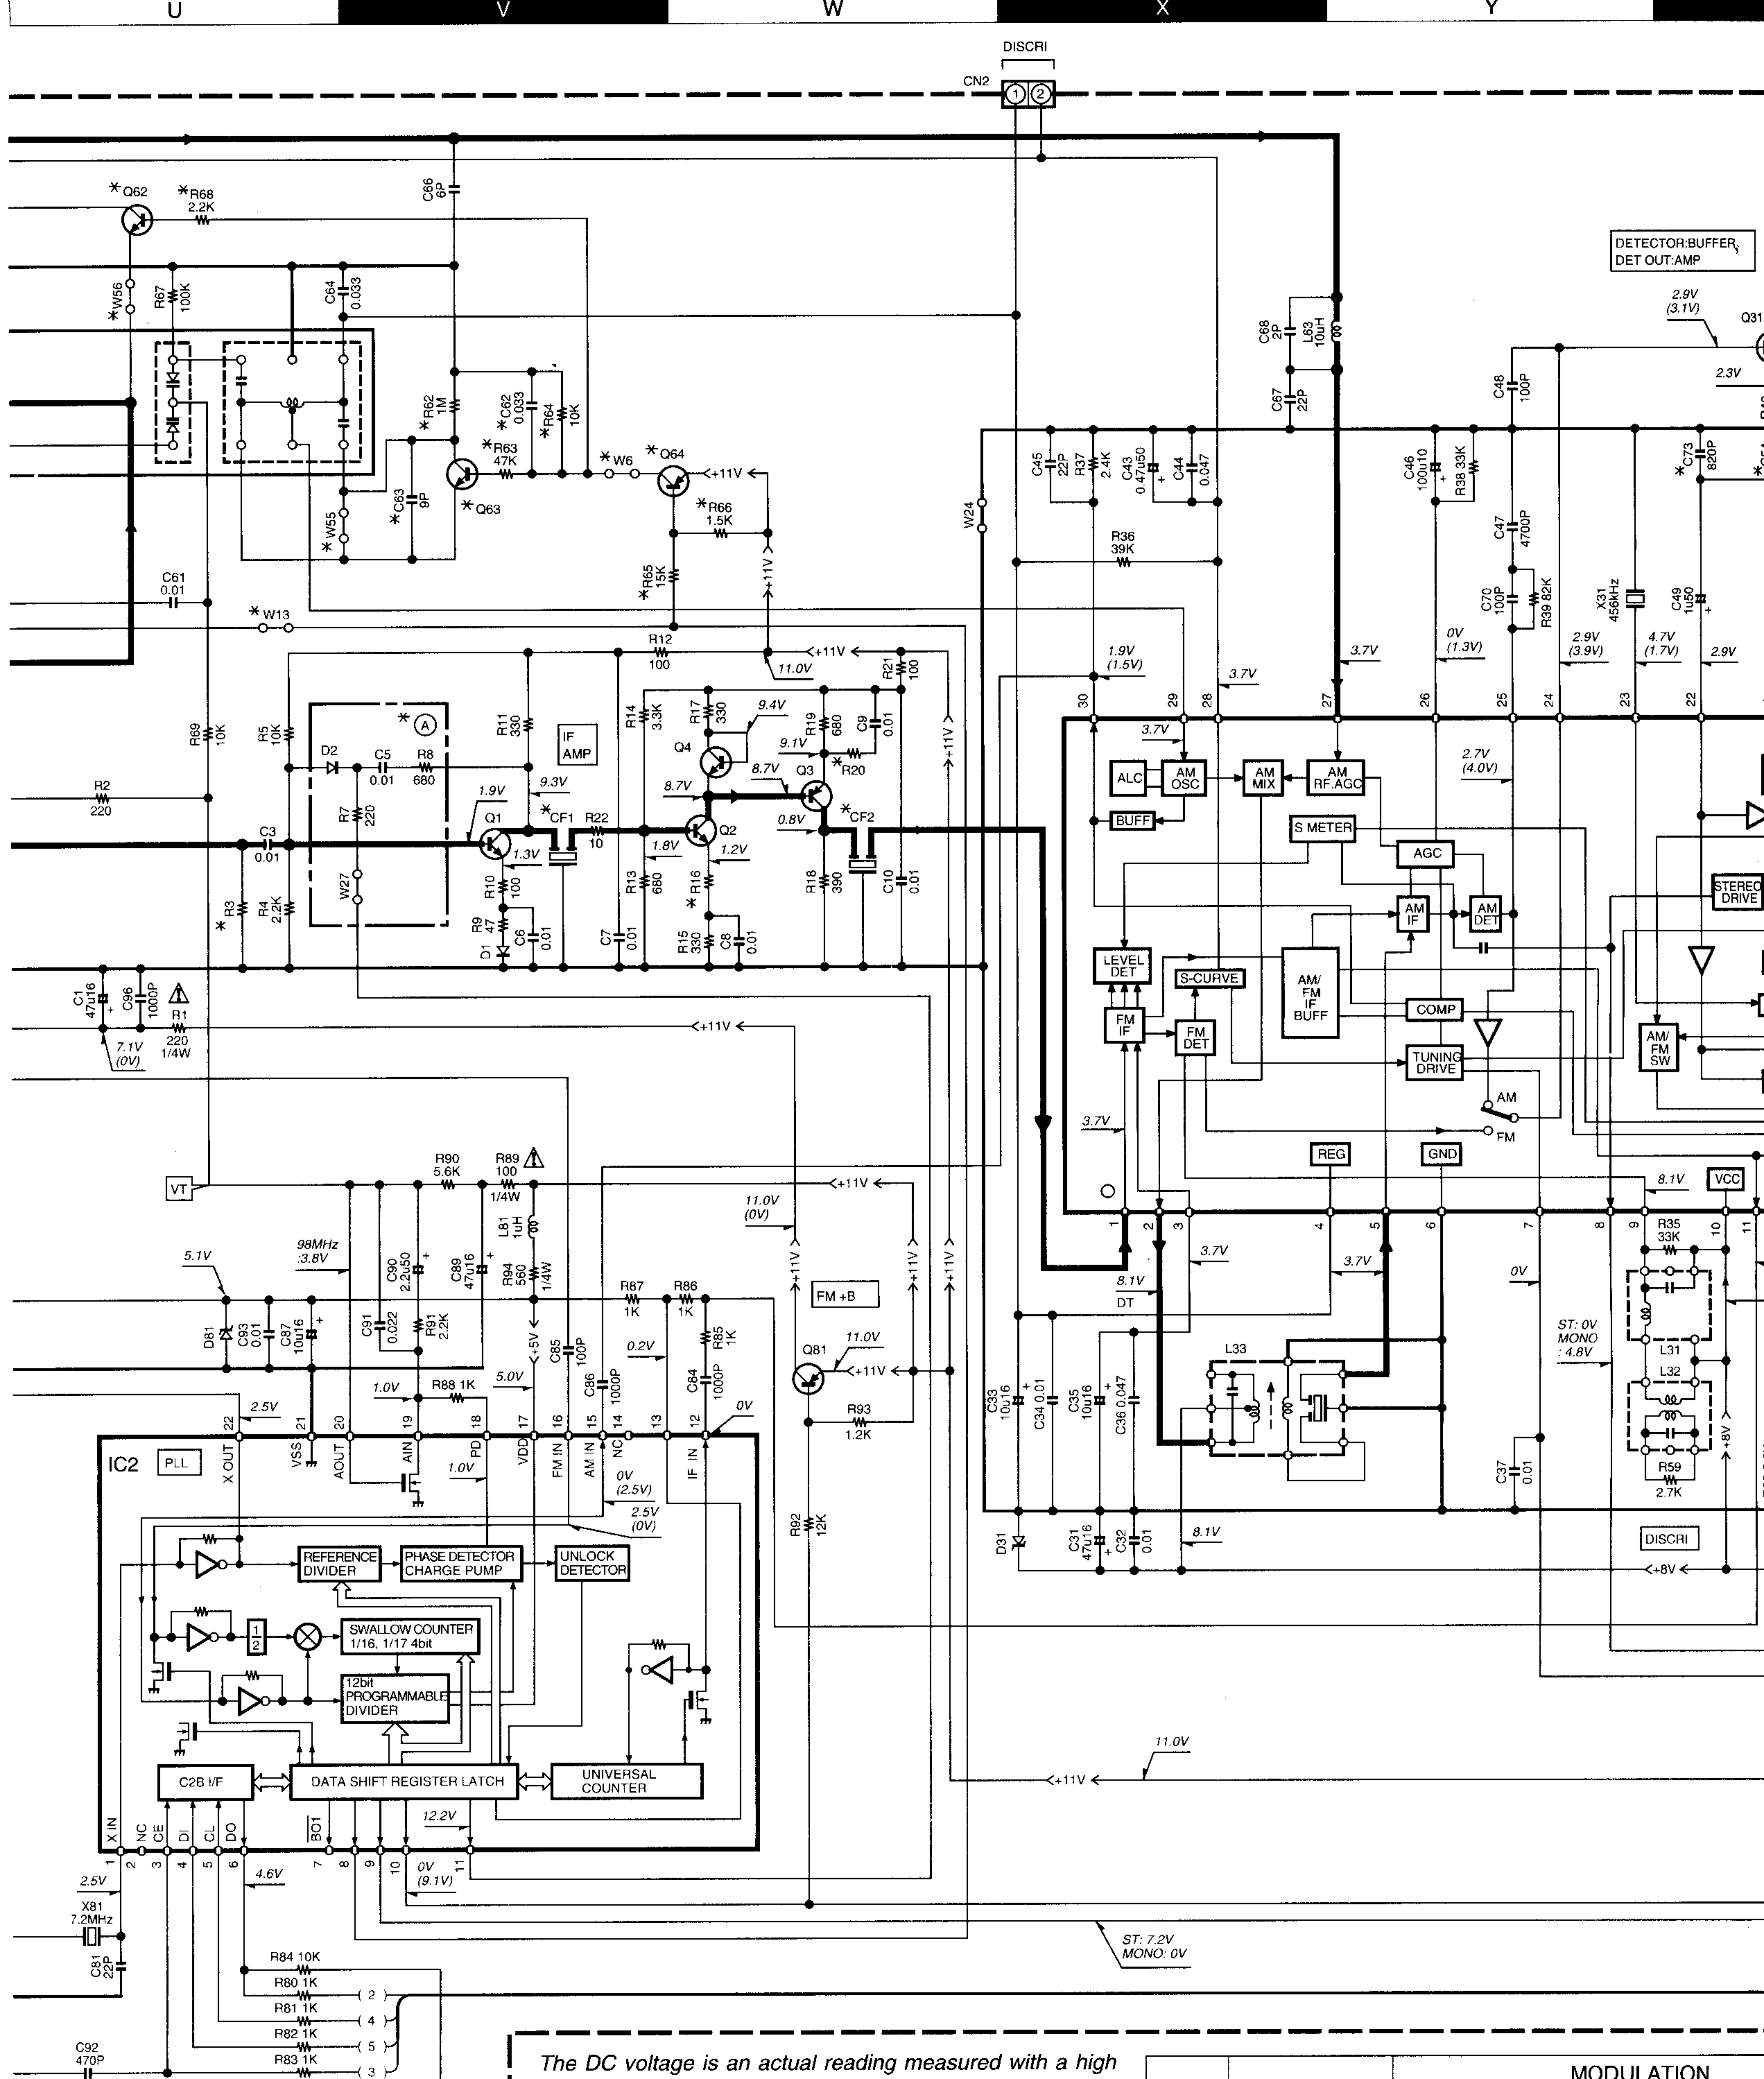 U
V
W
X
Y
DISCRI
CN2
1
2
*Q62
*R68
2.2K
C66
6P
DETECTOR:BUFFER,
DET OUT:AMP
*W56
R67
100K
C64
0.033
2.9V
(3.1V)
Q31
C68
2P
L63
10uH
2.3V
C48
100P
C67
22P
*R62
1M
*C62
0.033
*R64
10K
*R63
47K
*W6
*Q64
+11V
C45
22P
R37
2.4K
C43
0.47u50
C44
0.047
C46
100u10
R38 33K
*C73
820P
*C63
9P
*Q63
*W55
*R66
1.5K
W24
C47
4700P
R36
39K
+11V
*R65
15K
C61
0.01
*W13
C70
100P
R39 82K
X31
456kHz
C49
1u50
R12
100
+11V
11.0V
R21
100
1.9V
(1.5V)
3.7V
3.7V
0V
(1.3V)
2.9V
(3.9V)
4.7V
(1.7V)
2.9V
30
29
28
27
26
25
24
23
22
R69
10K
R5
10K
*A
D2
C5
0.01
R8
680
R7
220
R11
330
IF
AMP
R14
3.3K
R17
330
9.4V
R19
680
C9
0.01
+11V
9.1V
*R20
Q4
8.7V
Q3
8.7V
3.7V
2.7V
(4.0V)
ALC
AM
OSC
AM
MIX
AM
RF.AGC
BUFF
S METER
AGC
STEREO
DRIVE
AM
IF
AM
DET
R2
220
9.3V
1.9V
Q1
*CF1
R22
10
Q2
0.8V
*CF2
C3
0.01
1.3V
1.8V
1.2V
*R3
R4
2.2K
W27
R10
100
R9
47
D1
C6
0.01
C7
0.01
R13
680
*R16
R15
330
C8
0.01
R18
390
C10
0.01
LEVEL
DET
S-CURVE
AM/
FM
IF
BUFF
COMP
FM
IF
FM
DET
TUNING
DRIVE
AM/
FM
SW
AM
FM
C1
47u16
C96
1000P
R1
220
1/4W
7.1V
(0V)
+11V
3.7V
REG
GND
VCC
8.1V
VT
R90
5.6K
R89
100
1/4W
+11V
11.0V
(0V)
1
2
3
4
5
6
7
8
9
10
11
R35
33K
5.1V
98MHz
:3.8V
C90
2.2u50
C89
47u16
L81
1uH
R94
560
1/4W
+11V
+11V
+11V
3.7V
8.1V
DT
3.7V
0V
R87
1K
R86
1K
FM +B
D81
C93
0.01
C87
10u16
C91
0.022
R91
2.2K
+5V
C85
100P
0.2V
R85
1K
Q81
11.0V
+11V
L33
ST: 0V
MONO
: 4.8V
L31
L32
1.0V
R88 1K
5.0V
C86
1000P
C84
1000P
0V
R93
1.2K
C33
10u16
C34 0.01
C35
10u16
C36 0.047
C37
0.01
R59
2.7K
+8V
2.5V
22
21
20
19
18
17
16
15
14
13
12
IC2
PLL
X OUT
VSS
AOUT
AIN
PD
VDD
FM IN
AM IN
NC
IF IN
1.0V
0V
(2.5V)
2.5V
(0V)
R92
12K
D31
C31
47u16
C32
0.01
8.1V
DISCRI
+8V
REFERENCE
DIVIDER
PHASE DETECTOR
CHARGE PUMP
UNLOCK
DETECTOR
1
2
SWALLOW COUNTER
1/16, 1/17 4bit
12bit
PROGRAMMABLE
DIVIDER
C2B I/F
DATA SHIFT REGISTER LATCH
UNIVERSAL
COUNTER
11.0V
+11V
12.2V
X IN
NC
CE
DI
CL
DO
BO1
1
2
3
4
5
6
7
8
9
10
11
2.5V
4.6V
0V
(9.1V)
X81
7.2MHz
C81
22P
ST: 7.2V
MONO: 0V
R84 10K
R80 1K
( 2 )
R81 1K
( 4 )
R82 1K
( 5 )
R83 1K
( 3 )
C92
470P
The DC voltage is an actual reading measured with a high
MODULATION